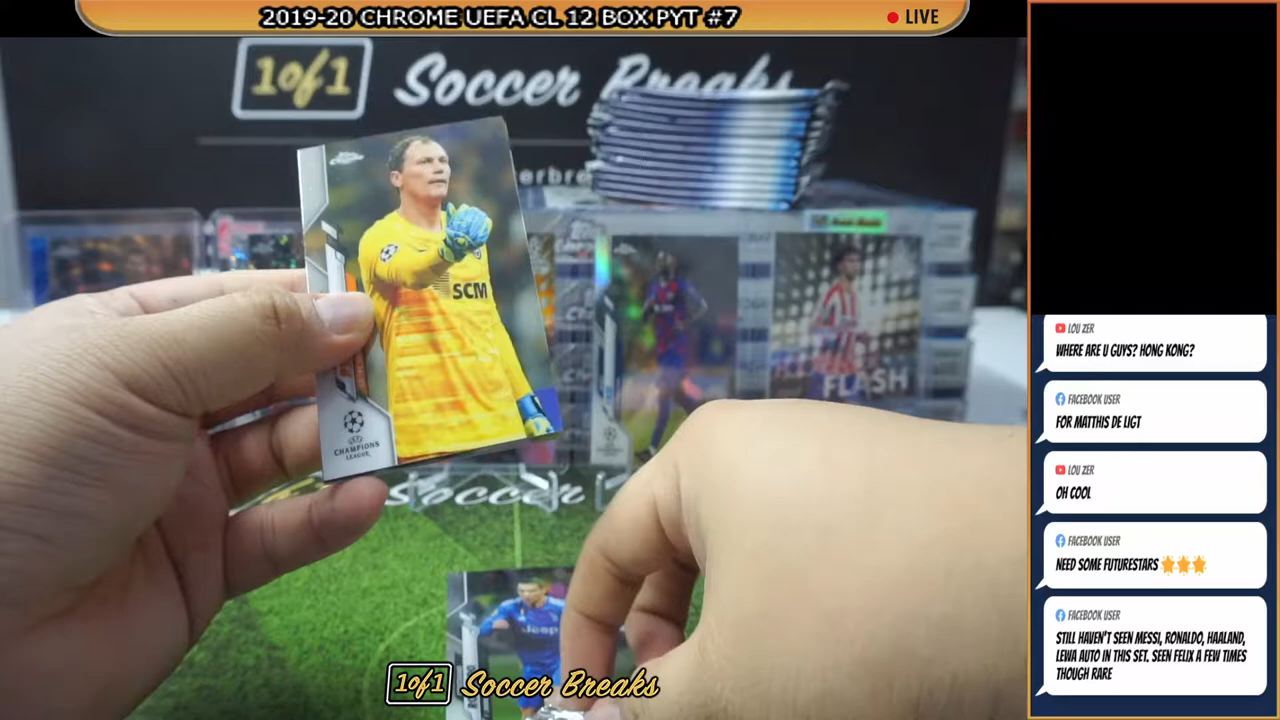 2019-20 CHROME UEFA CL 12 BOX PYT #7
LIVE
1of1 Soccer Breaks
SCM
FLASH
CHAMPIONS
LEAGUE
Soccer
Jeep
1of1 Soccer Breaks
LOU ZER
WHERE ARE U GUYS? HONG KONG?
FACEBOOK USER
FOR MATTHIS DE LIGT
LOU ZER
OH COOL
FACEBOOK USER
NEED SOME FUTURESTARS 🌟🌟🌟
FACEBOOK USER
STILL HAVEN'T SEEN MESSI, RONALDO, HAALAND,
LEWA AUTO IN THIS SET. SEEN FELIX A FEW TIMES
THOUGH RARE